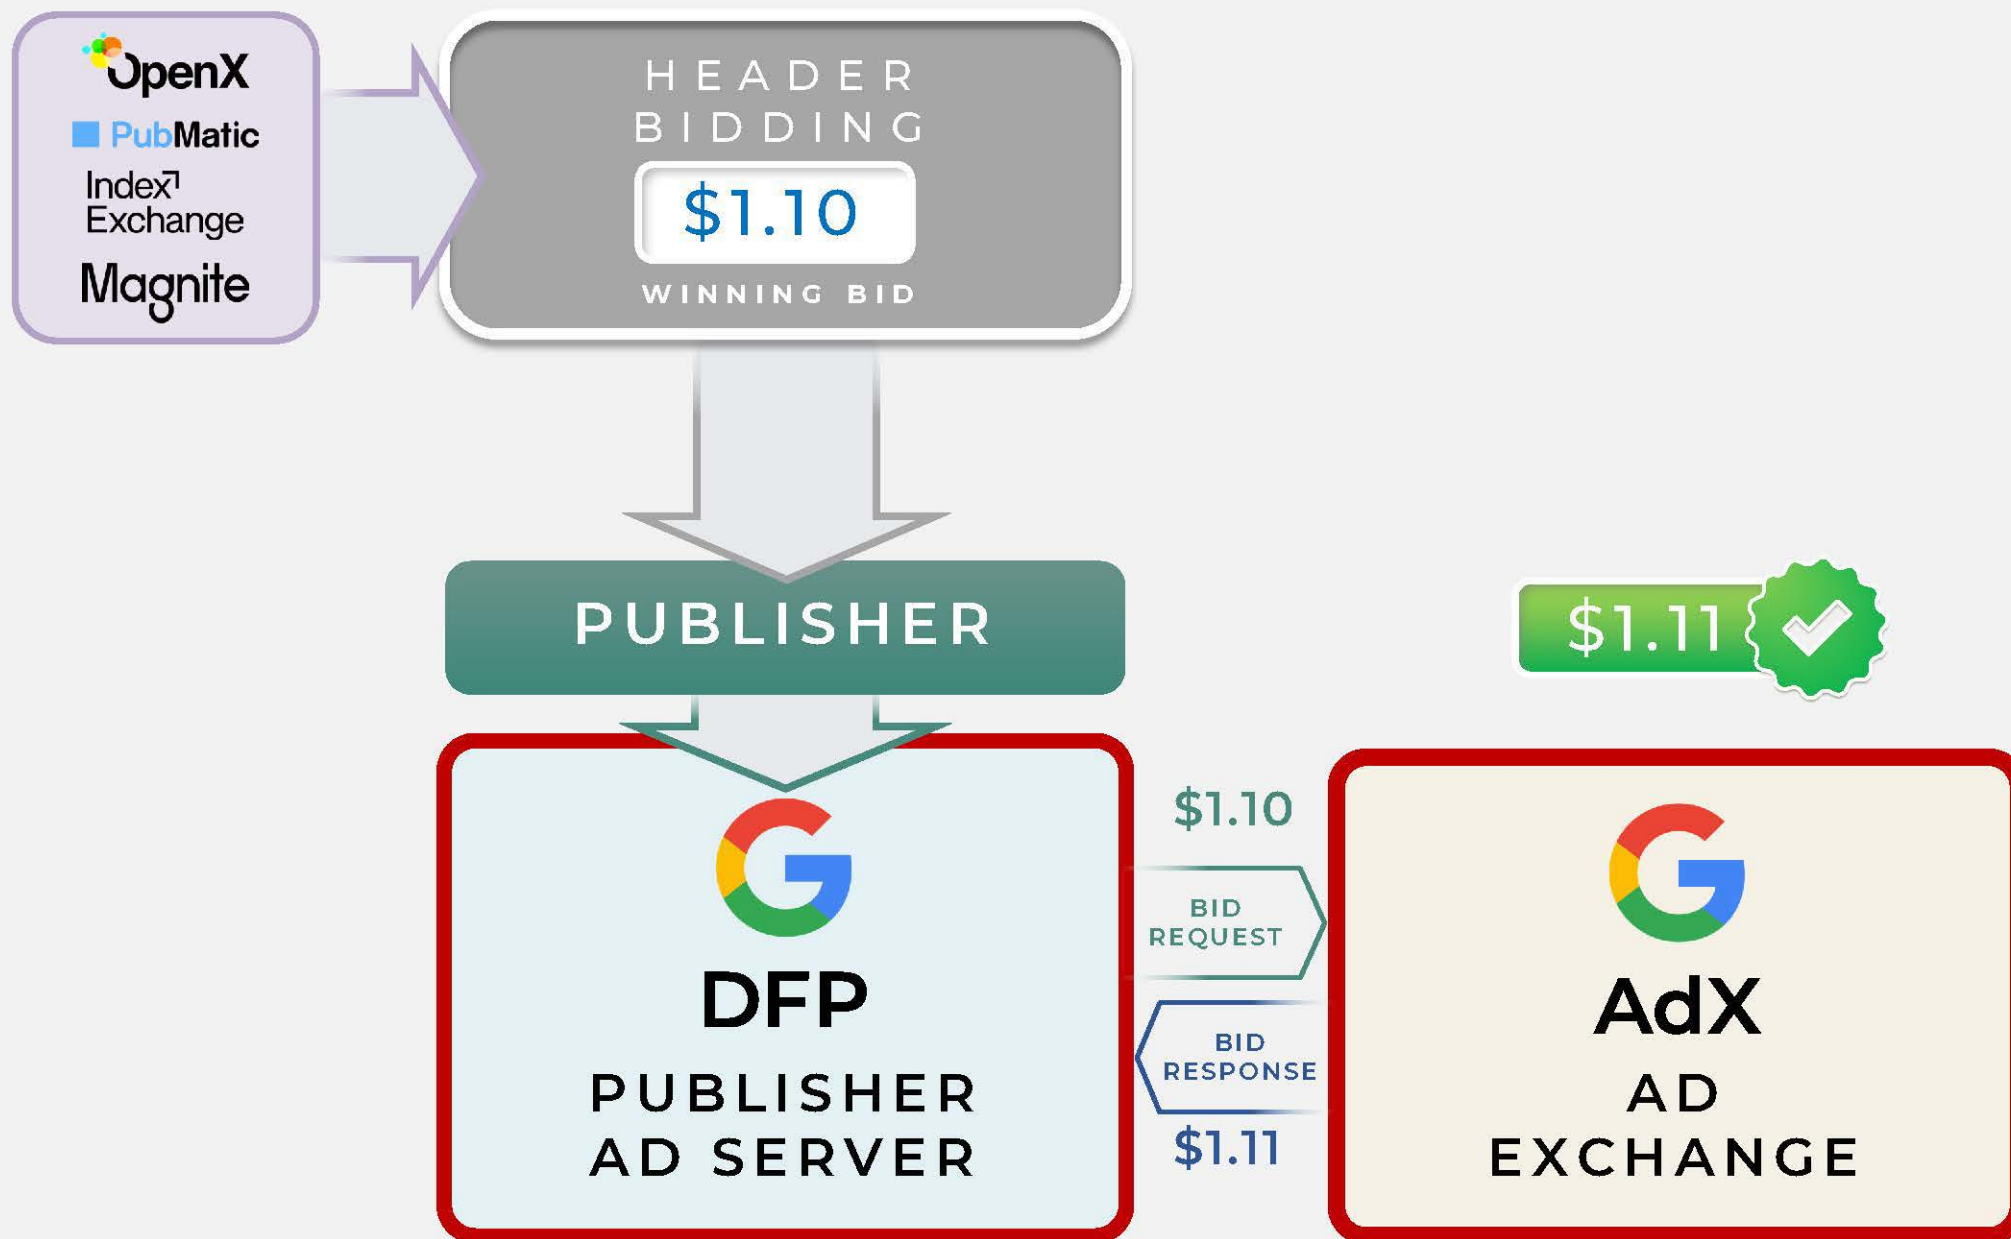 OpenX
PubMatic
Index
Exchange
Magnite
HEADER
BIDDING
$1.10
WINNING BID
PUBLISHER
$1.11
DFP
PUBLISHER
AD SERVER
$1.10
BID
REQUEST
BID
RESPONSE
$1.11
AdX
AD
EXCHANGE